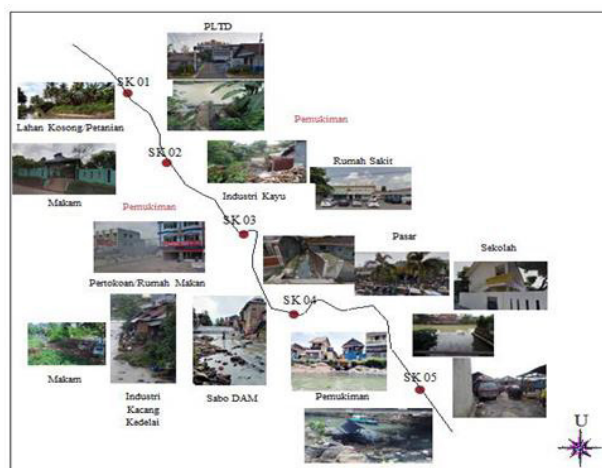 PLTD
SK 01
Lahan Kosong/Petanian
Pemukiman
SK 02
Makam
Industri Kayu
Rumah Sakit
Pemukiman
SK 03
Pertokoan/Rumah Makan
Pasar
Sekolah
SK 04
Makam
Industri
Kacang
Kedelai
Sabo DAM
Pemukiman
SK 05
U